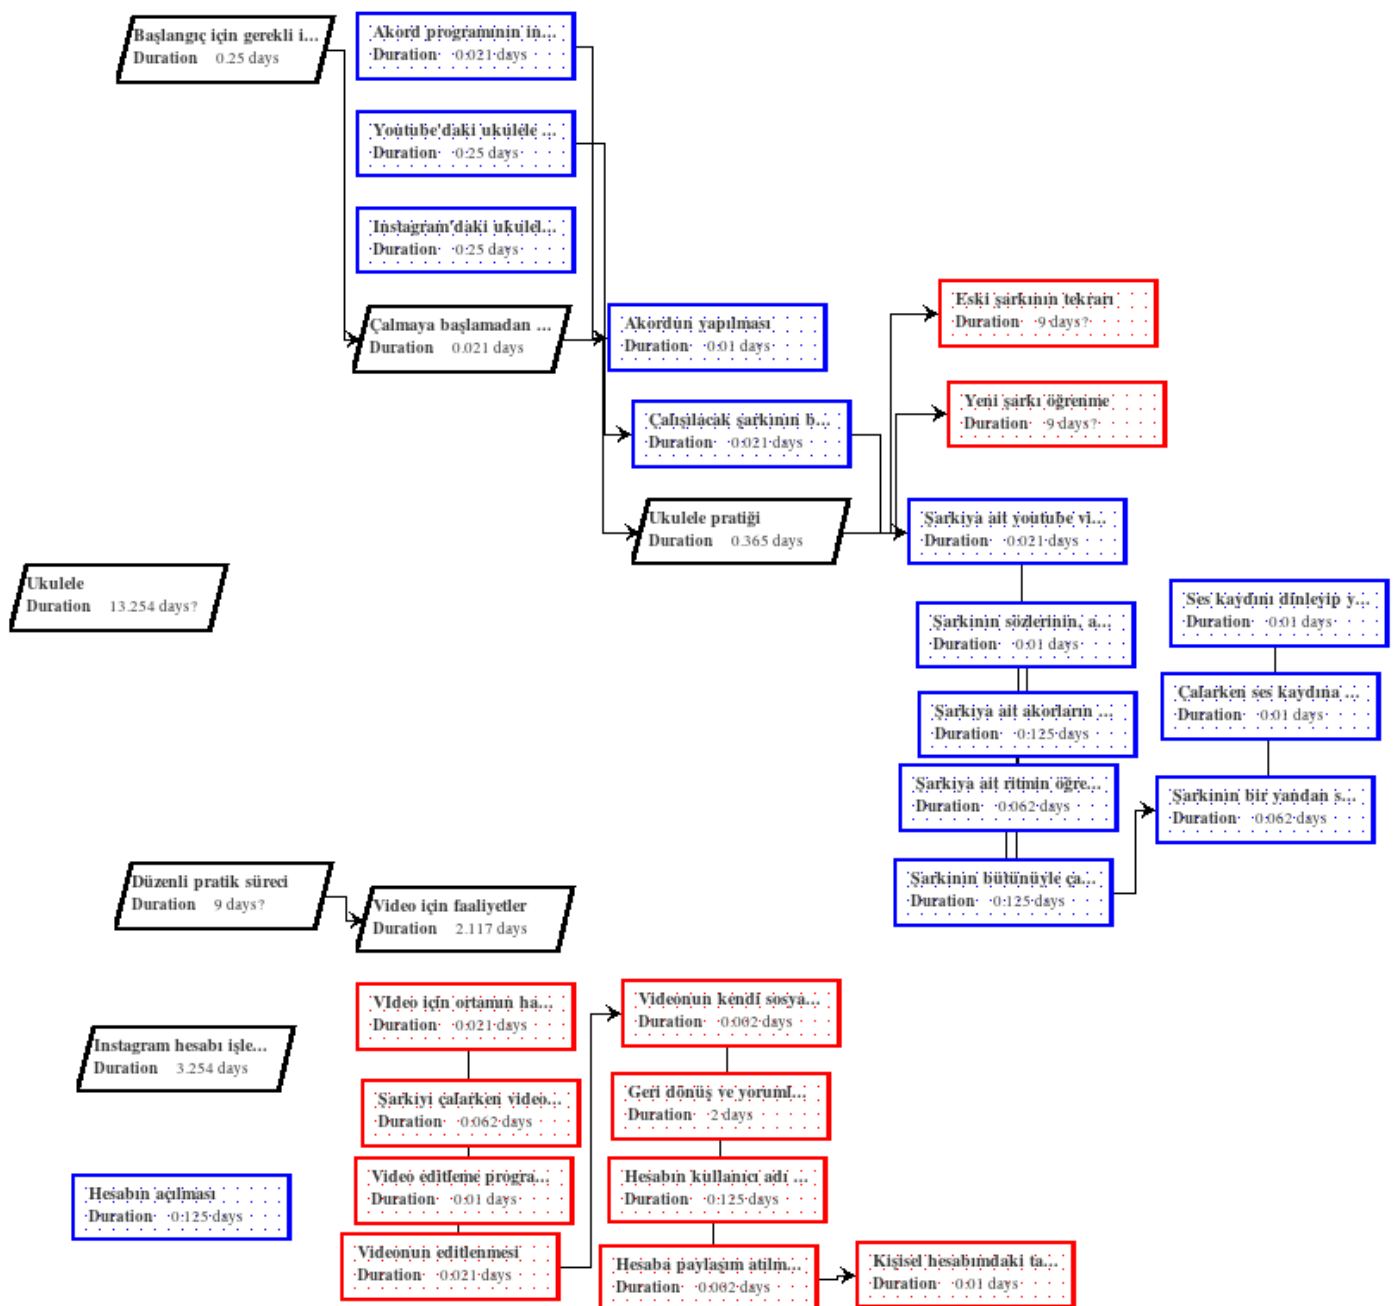 Başlangıç için gerekli i...
Duration 0.25 days
Akord programının in...
Duration 0.021 days
Youtube'daki ukulele ...
Duration 0.25 days
Instagram'daki ukulel...
Duration 0.25 days
Çalmaya başlamadan ...
Duration 0.021 days
Akordun yapılması
Duration 0.01 days
Eski şarkının tekrarı
Duration 9 days?
Yeni şarkı öğrenme
Duration 9 days?
Çalışılacak şarkının b...
Duration 0.021 days
Ukulele pratiği
Duration 0.365 days
Şarkıya ait youtube vi...
Duration 0.021 days
Ukulele
Duration 13.254 days?
Şarkının sözlerinin, a...
Duration 0.01 days
Ses kaydını dinleyip y...
Duration 0.01 days
Şarkıya ait akorların ...
Duration 0.125 days
Çalarken ses kaydına ...
Duration 0.01 days
Şarkıya ait ritmin öğre...
Duration 0.062 days
Şarkının bir yandan s...
Duration 0.062 days
Şarkının bütünüyle ça...
Duration 0.125 days
Düzenli pratik süreci
Duration 9 days?
Video için faaliyetler
Duration 2.117 days
VIdeo için ortamın ha...
Duration 0.021 days
Videonun kendi sosya...
Duration 0.002 days
Instagram hesabı işle...
Duration 3.254 days
Şarkıyı çalarken video...
Duration 0.062 days
Geri dönüş ve yoruml...
Duration 2 days
Video editleme progra...
Duration 0.01 days
Hesabın kullanıcı adı ...
Duration 0.125 days
Hesabın açılması
Duration 0.125 days
Videonun editlenmesi
Duration 0.021 days
Hesaba paylaşım atılm...
Duration 0.002 days
Kişisel hesabımdaki ta...
Duration 0.01 days